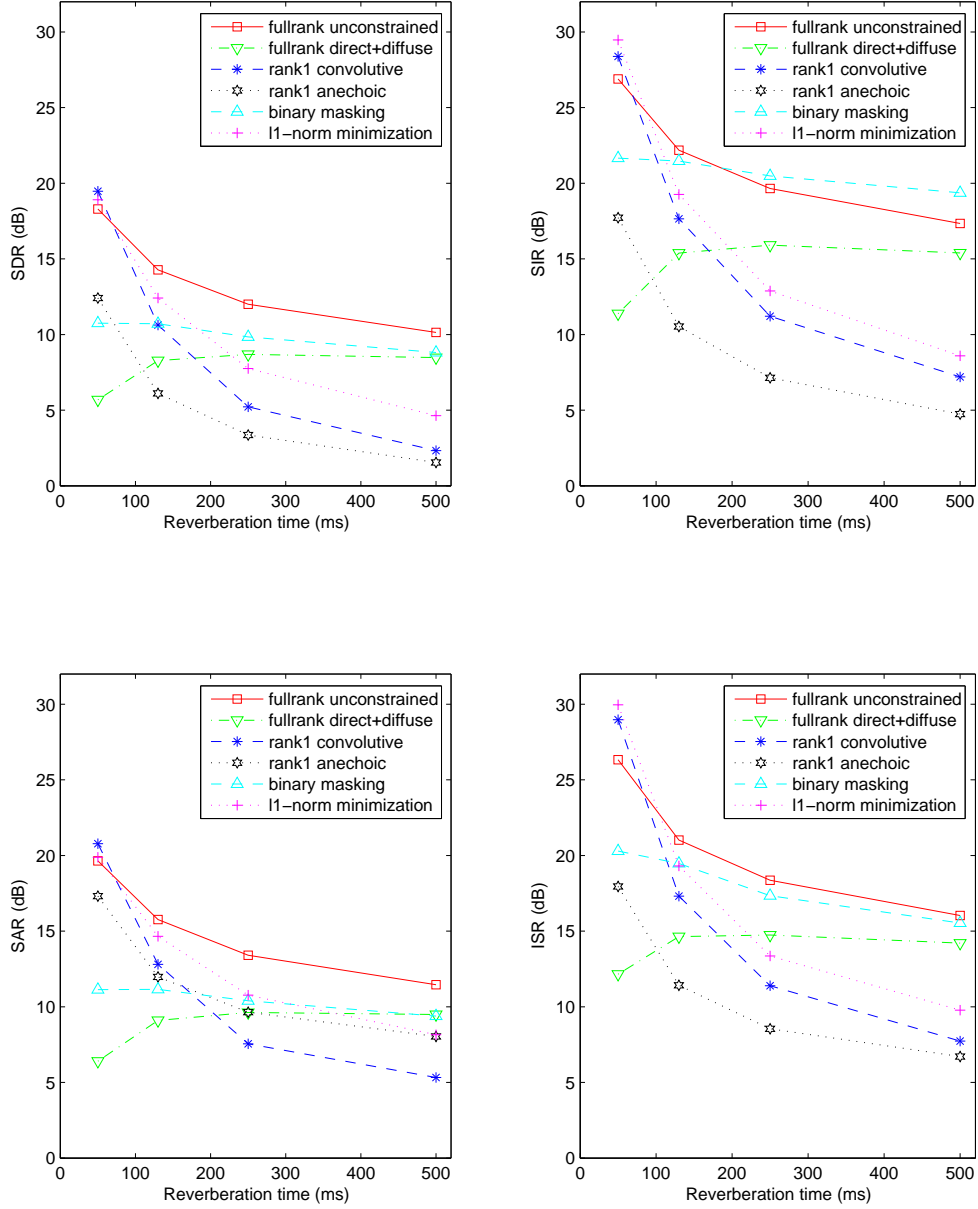 30
25
20
15
10
5
0
SDR (dB)
fullrank unconstrained
fullrank direct+diffuse
rank1 convolutive
rank1 anechoic
binary masking
l1−norm minimization
0 100 200 300 400 500
Reverberation time (ms)
30
25
20
15
10
5
0
SIR (dB)
fullrank unconstrained
fullrank direct+diffuse
rank1 convolutive
rank1 anechoic
binary masking
l1−norm minimization
0 100 200 300 400 500
Reverberation time (ms)
30
25
20
15
10
5
0
SAR (dB)
fullrank unconstrained
fullrank direct+diffuse
rank1 convolutive
rank1 anechoic
binary masking
l1−norm minimization
0 100 200 300 400 500
Reverberation time (ms)
30
25
20
15
10
5
0
ISR (dB)
fullrank unconstrained
fullrank direct+diffuse
rank1 convolutive
rank1 anechoic
binary masking
l1−norm minimization
0 100 200 300 400 500
Reverberation time (ms)